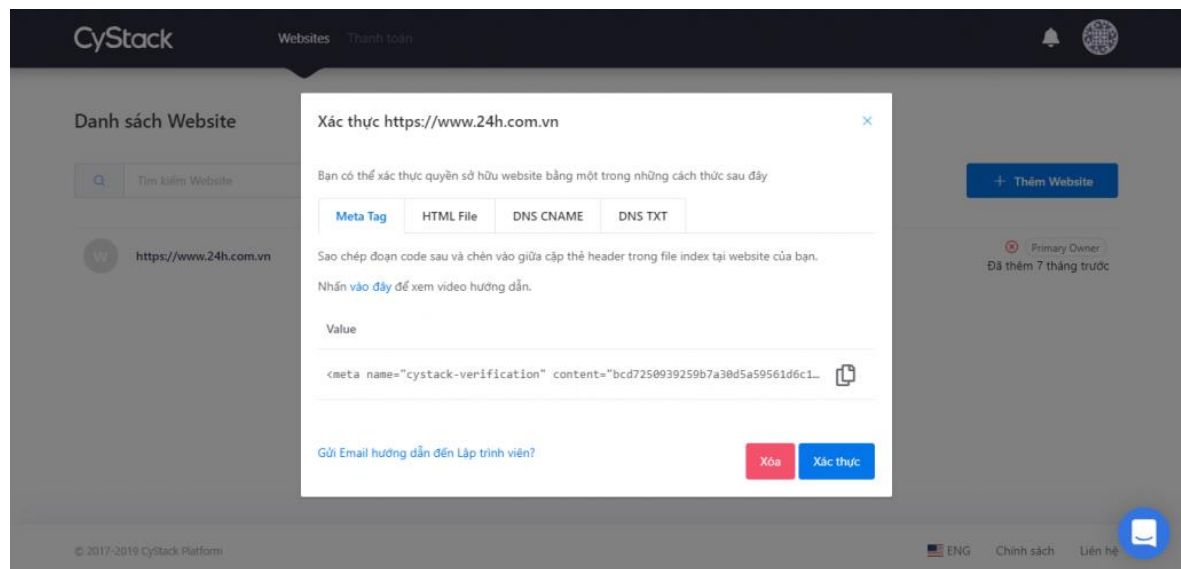 CyStack
Websites Thanh toán
Danh sách Website
Tìm kiếm Website
+ Thêm Website
W
https://www.24h.com.vn
Primary Owner
Đã thêm 7 tháng trước
Xác thực https://www.24h.com.vn
×
Bạn có thể xác thực quyền sở hữu website bằng một trong những cách thức sau đây
Meta Tag HTML File DNS CNAME DNS TXT
Sao chép đoạn code sau và chèn vào giữa cặp thẻ header trong file index tại website của bạn.
Nhấn vào đây để xem video hướng dẫn.
Value
<meta name="cystack-verification" content="bcd7250939259b7a30d5a59561d6c1…
Gửi Email hướng dẫn đến Lập trình viên?
Xóa Xác thực
© 2017-2019 CyStack Platform
ENG Chính sách Liên hệ